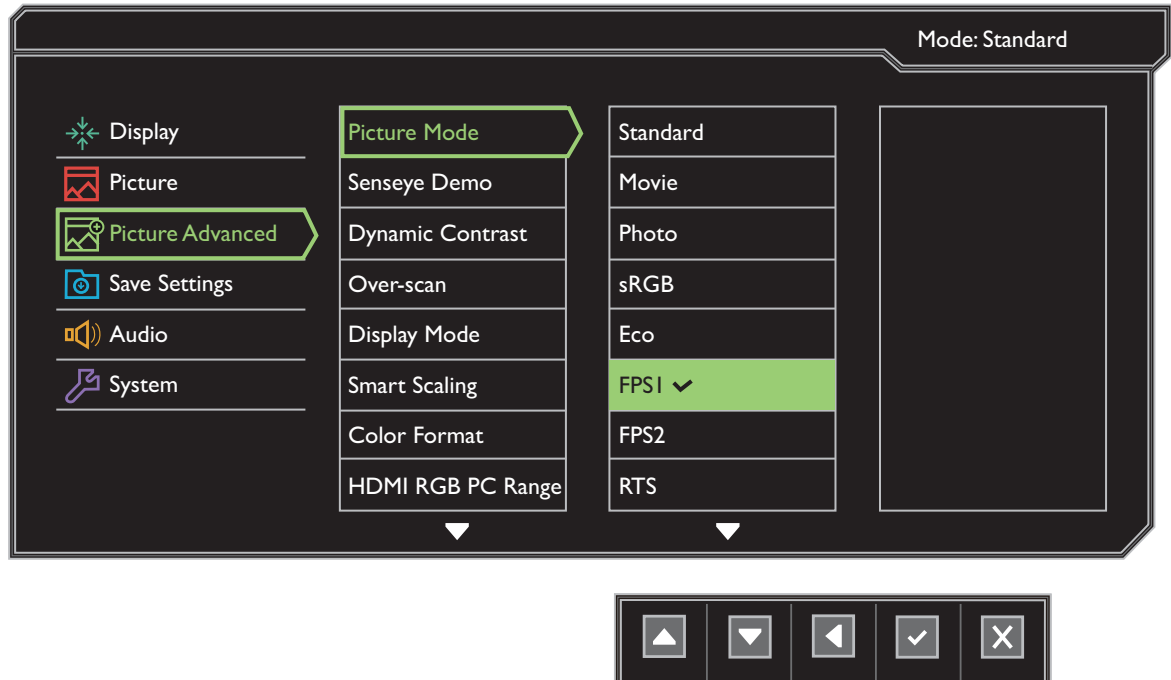 Mode: Standard
Display
Picture
Picture Advanced
Save Settings
Audio
System
Picture Mode
Senseye Demo
Dynamic Contrast
Over-scan
Display Mode
Smart Scaling
Color Format
HDMI RGB PC Range
Standard
Movie
Photo
sRGB
Eco
FPS1
FPS2
RTS